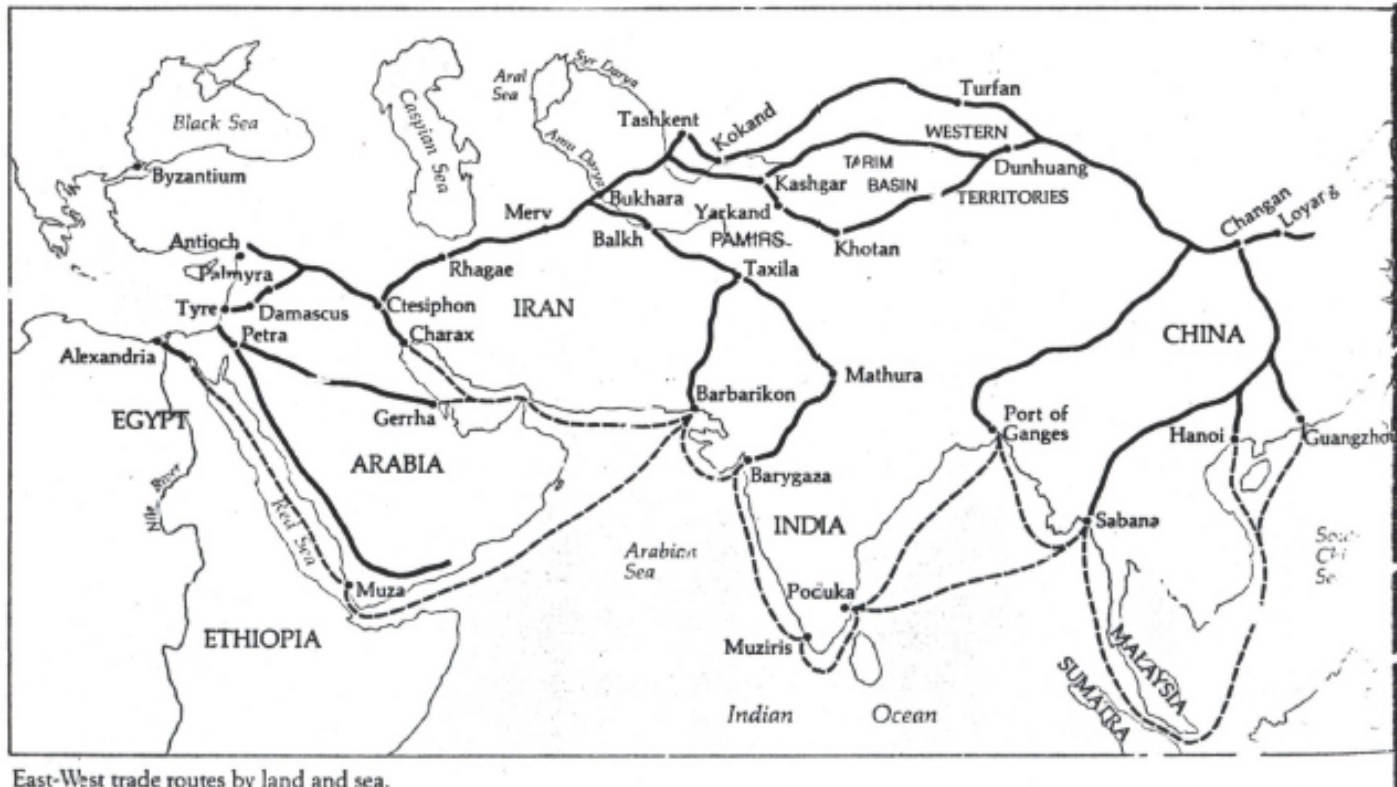 Black Sea
Byzantium
Caspian Sea
Aral
Sea
Syr Darya
Amu Darya
Tashkent
Kokand
Turfan
WESTERN
Dunhuang
TARIM
BASIN
TERRITORIES
Kashgar
Bukhara
Yarkand
PAMIRS
Khotan
Merv
Balkh
Changan
Antioch
Palmyra
Rhagae
Taxila
Tyre
Damascus
Ctesiphon
IRAN
Petra
Charax
CHINA
Alexandria
Mathura
Barbarikon
Gerrha
Port of
Ganges
Hanoi
EGYPT
ARABIA
Barygaza
River
Red Sea
INDIA
Arabian
Sea
Muza
Poduka
ETHIOPIA
Muziris
MALAYSIA
SUMATRA
Indian Ocean
East-West trade routes by land and sea.